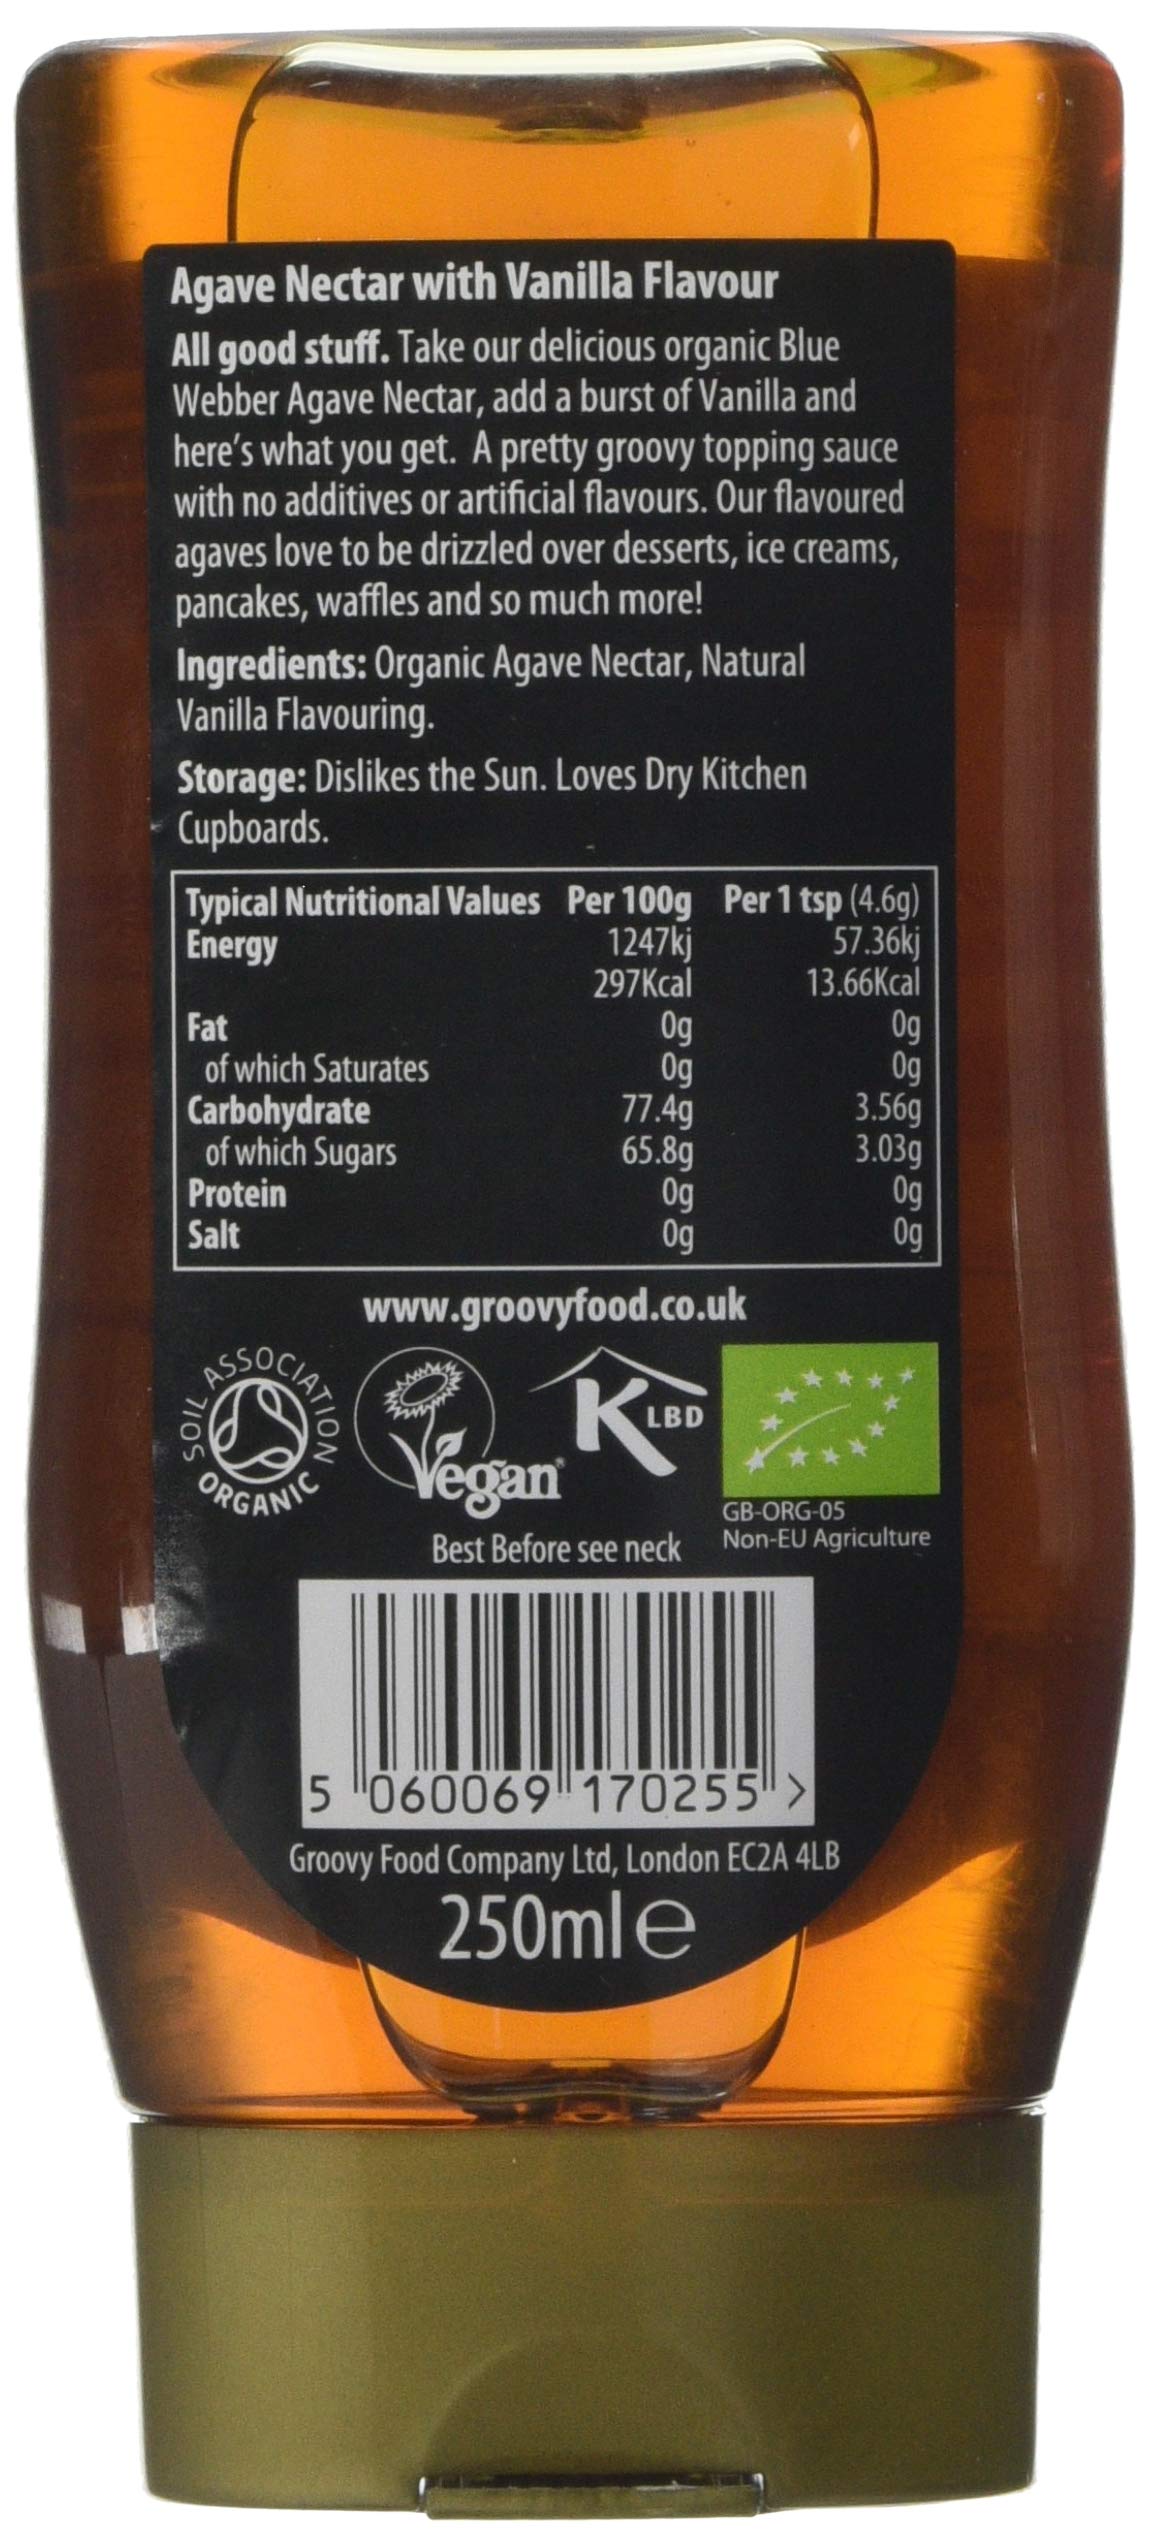 Agave Nectar with Vanilla Flavour
All good stuff. Take our delicious organic Blue
Webber Agave Nectar, add a burst of Vanilla and
here's what you get. A pretty groovy topping sauce
with no additives or artificial flavours. Our flavoured
agaves love to be drizzled over desserts, ice creams,
pancakes, waffles and so much more!
Ingredients: Organic Agave Nectar, Natural
Vanilla Flavouring.
Storage: Dislikes the Sun. Loves Dry Kitchen
Cupboards.
Typical Nutritional Values Per 100g Per 1 tsp (4.6g)
Energy 1247kj 57.36kj
297Kcal 13.66Kcal
Fat 0g 0g
of which Saturates 0g 0g
Carbohydrate 77.4g 3.56g
of which Sugars 65.8g 3.03g
Protein 0g 0g
Salt 0g 0g
www.groovyfood.co.uk
SOIL ASSOCIATION
ORGANIC
Vegan®
K LBD
GB-ORG-05
Non-EU Agriculture
Best Before see neck
5 060069 170255 >
Groovy Food Company Ltd, London EC2A 4LB
250ml e